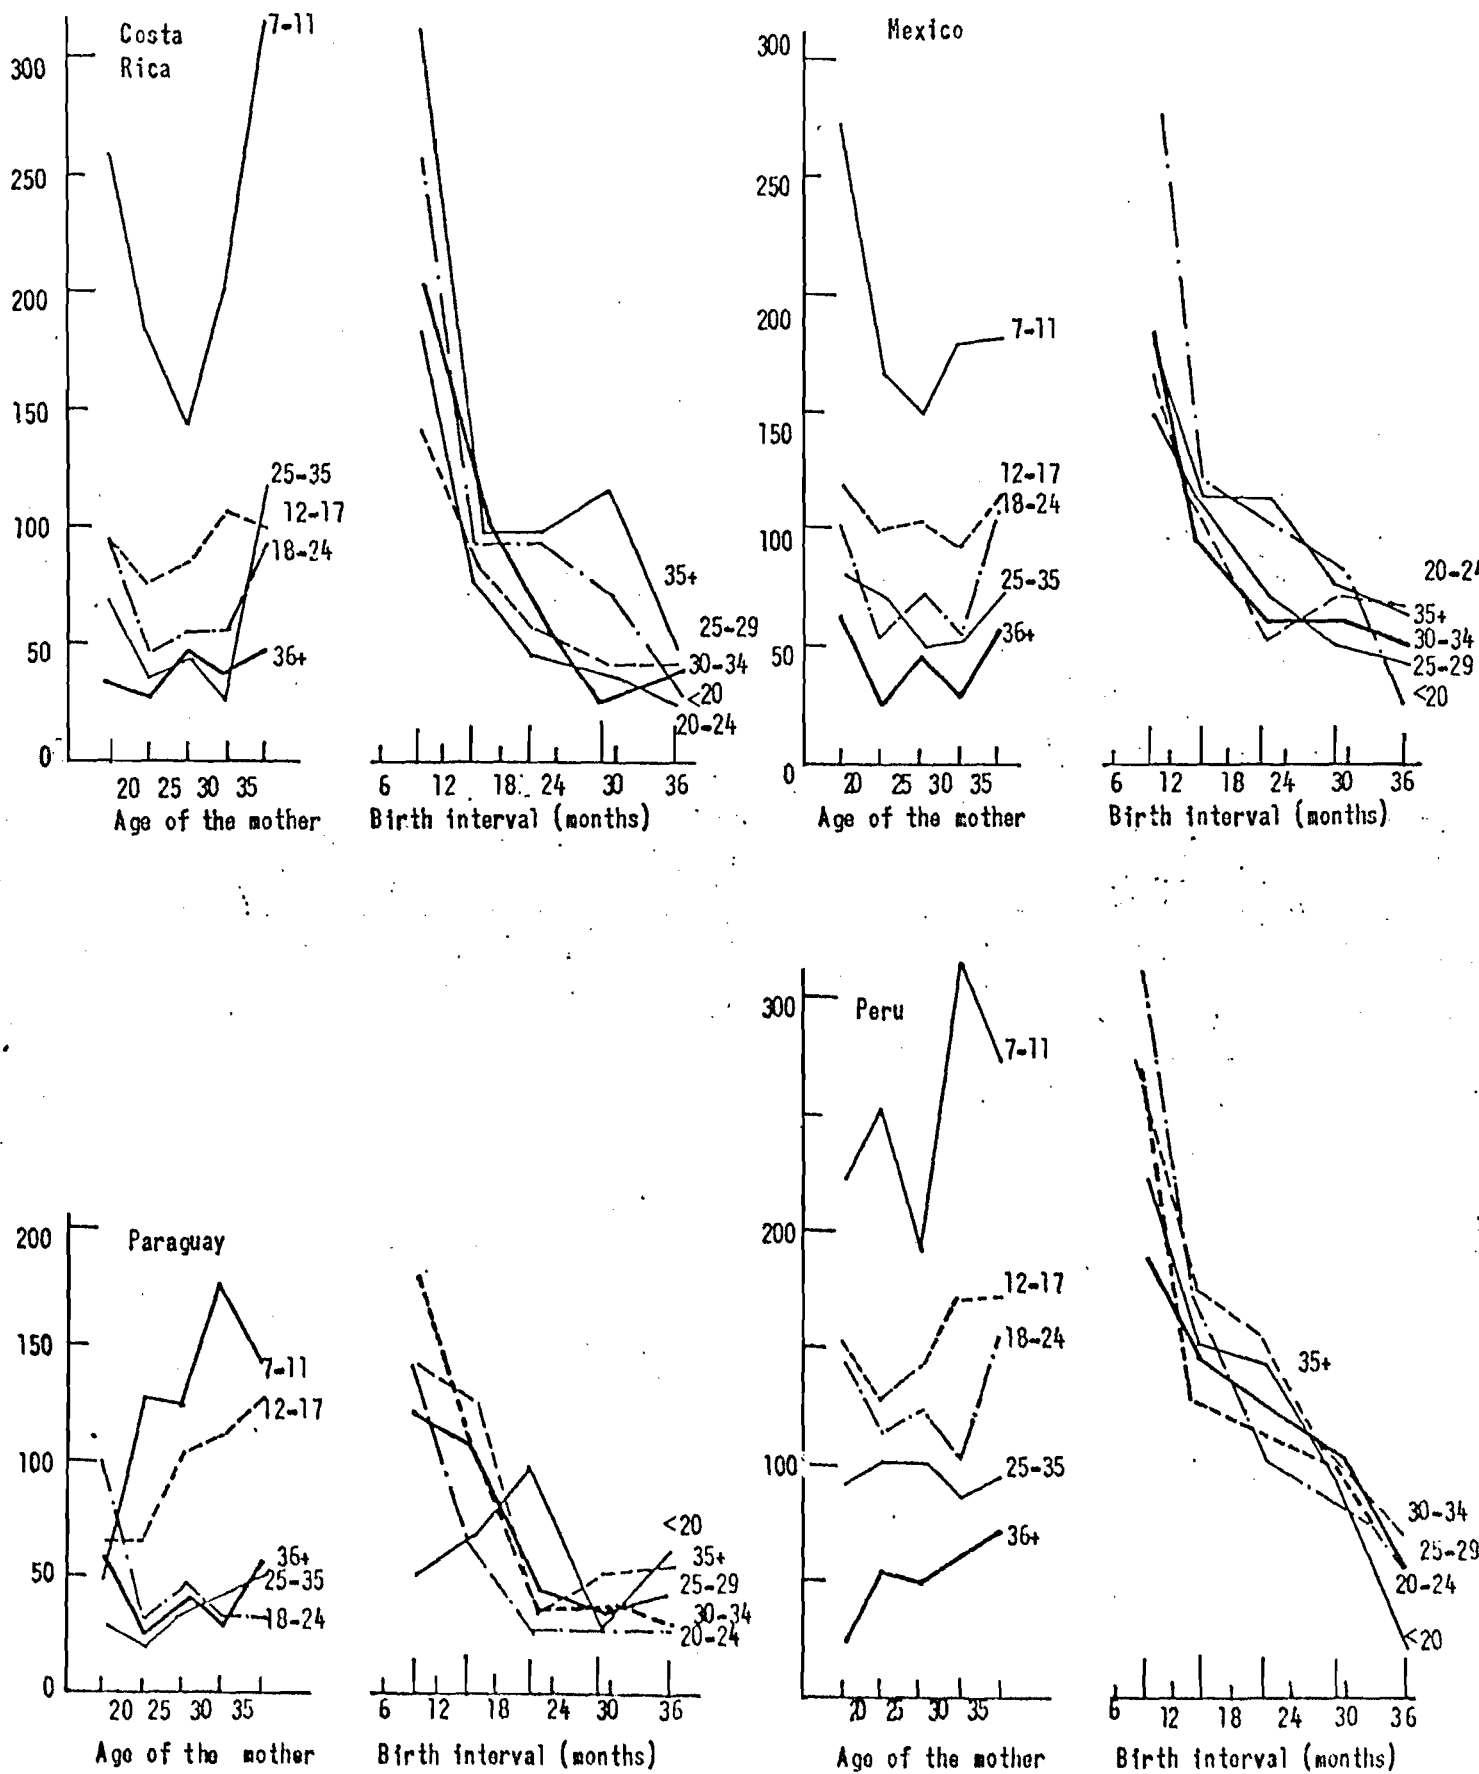 Costa
Rica
300
250
200
150
100
50
0
7-11
25-35
12-17
18-24
36+
20 25 30 35
Age of the mother
35+
25-29
30-34
<20
20-24
6 12 18 24 30 36
Birth interval (months)
Mexico
300
250
200
150
100
50
0
7-11
12-17
18-24
25-35
36+
20 25 30 35
Age of the mother
20-24
35+
30-34
25-29
<20
6 12 18 24 30 36
Birth interval (months)
Paraguay
200
150
100
50
0
7-11
12-17
36+
25-35
18-24
20 25 30 35
Age of the mother
<20
35+
25-29
30-34
20-24
6 12 18 24 30 36
Birth interval (months)
Peru
300
200
100
7-11
12-17
18-24
25-35
36+
20 25 30 35
Age of the mother
35+
30-34
25-29
20-24
<20
6 12 18 24 30 36
Birth interval (months)